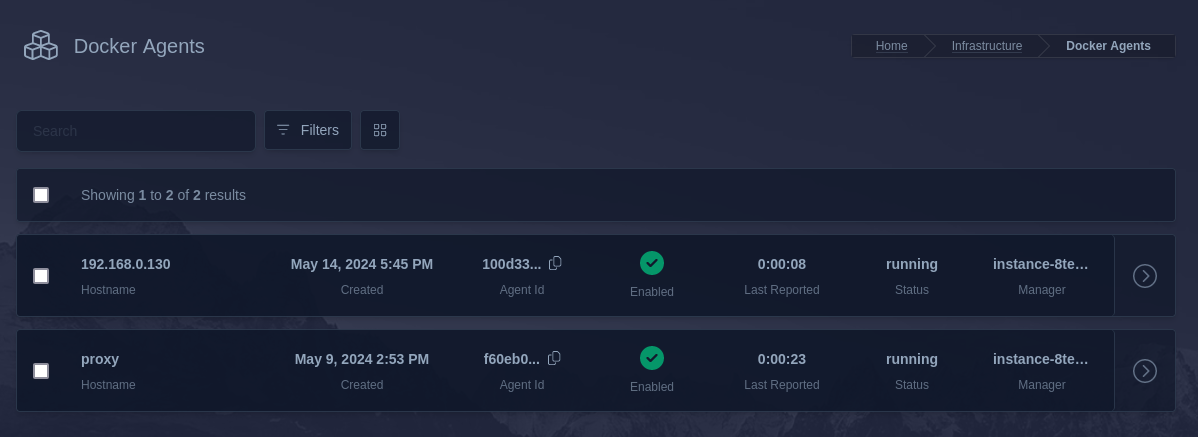 Docker Agents
Home Infrastructure Docker Agents
Search Filters
Showing 1 to 2 of 2 results
192.168.0.130 May 14, 2024 5:45 PM 100d33... 0:00:08 running instance-8te...
Hostname Created Agent Id Enabled Last Reported Status Manager
proxy May 9, 2024 2:53 PM f60eb0... 0:00:23 running instance-8te...
Hostname Created Agent Id Enabled Last Reported Status Manager